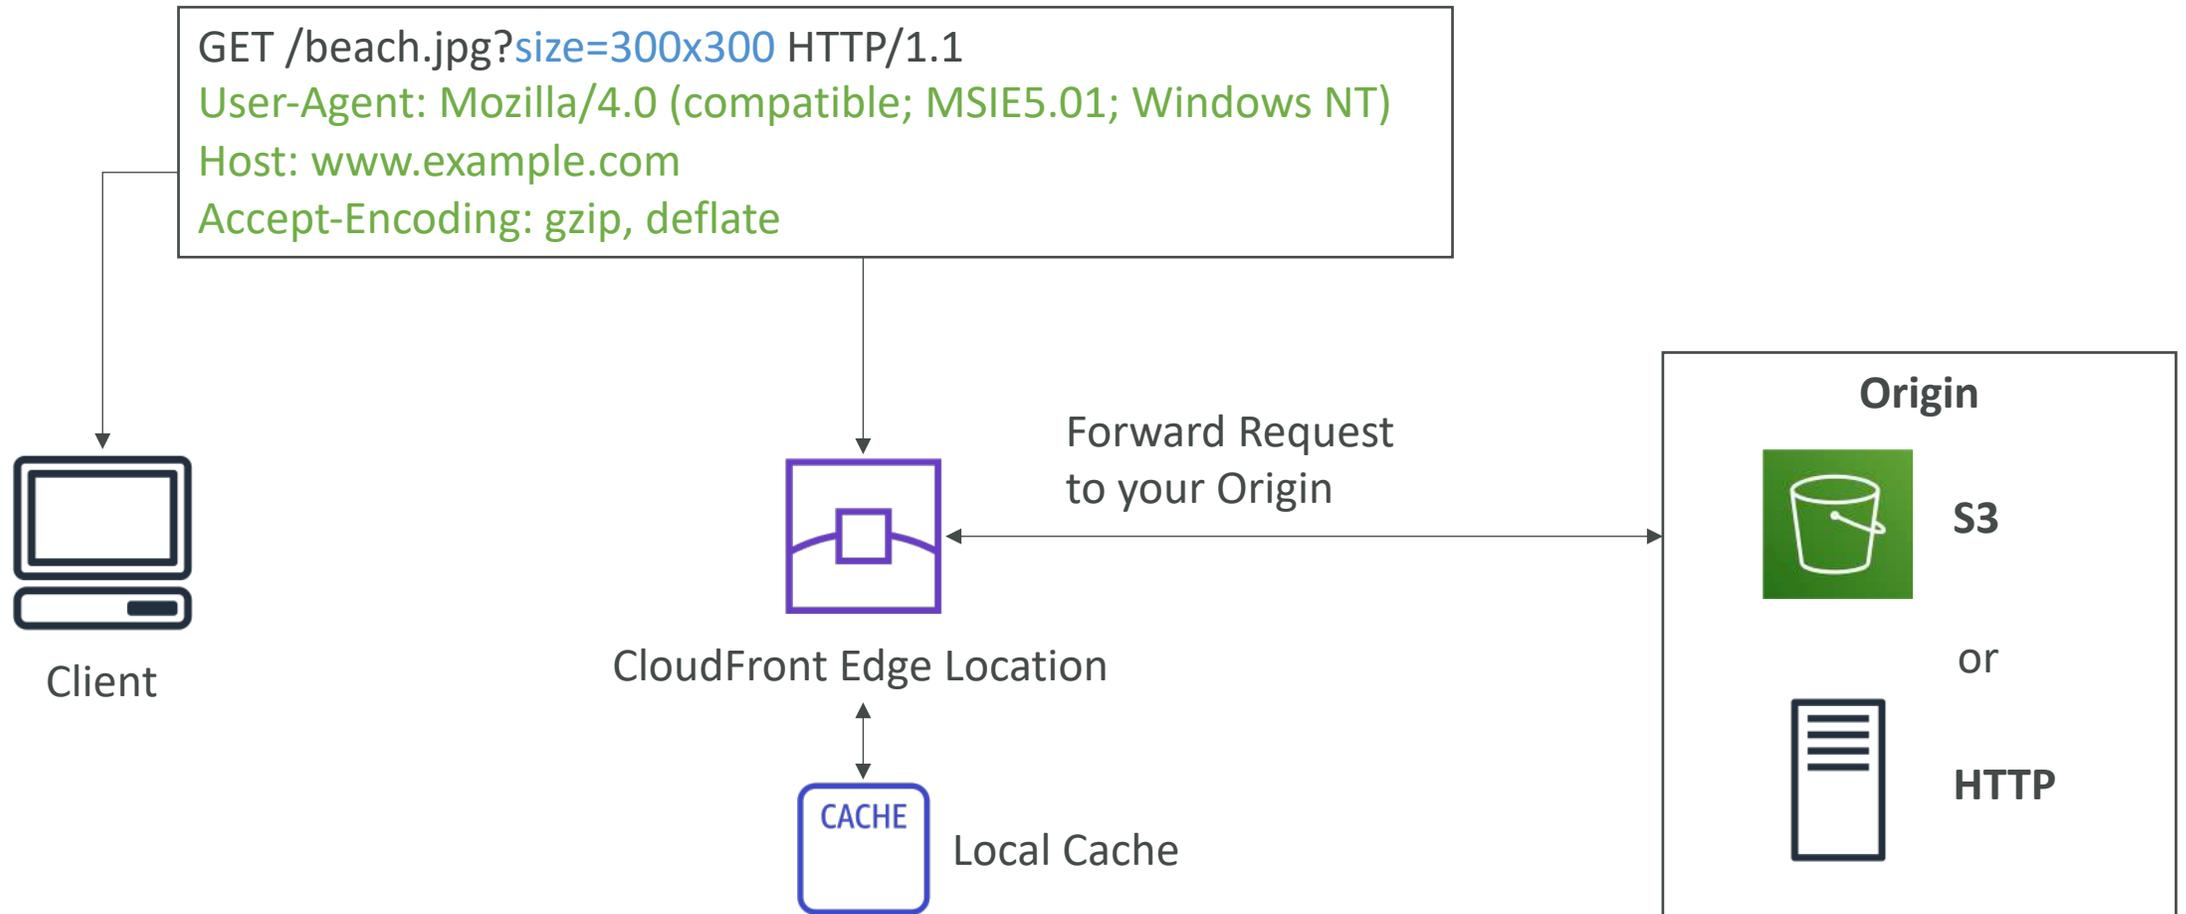 GET /beach.jpg?size=300x300 HTTP/1.1
User-Agent: Mozilla/4.0 (compatible; MSIE5.01; Windows NT)
Host: www.example.com
Accept-Encoding: gzip, deflate
Client
CloudFront Edge Location
CACHE
Local Cache
Forward Request
to your Origin
Origin
S3
or
HTTP